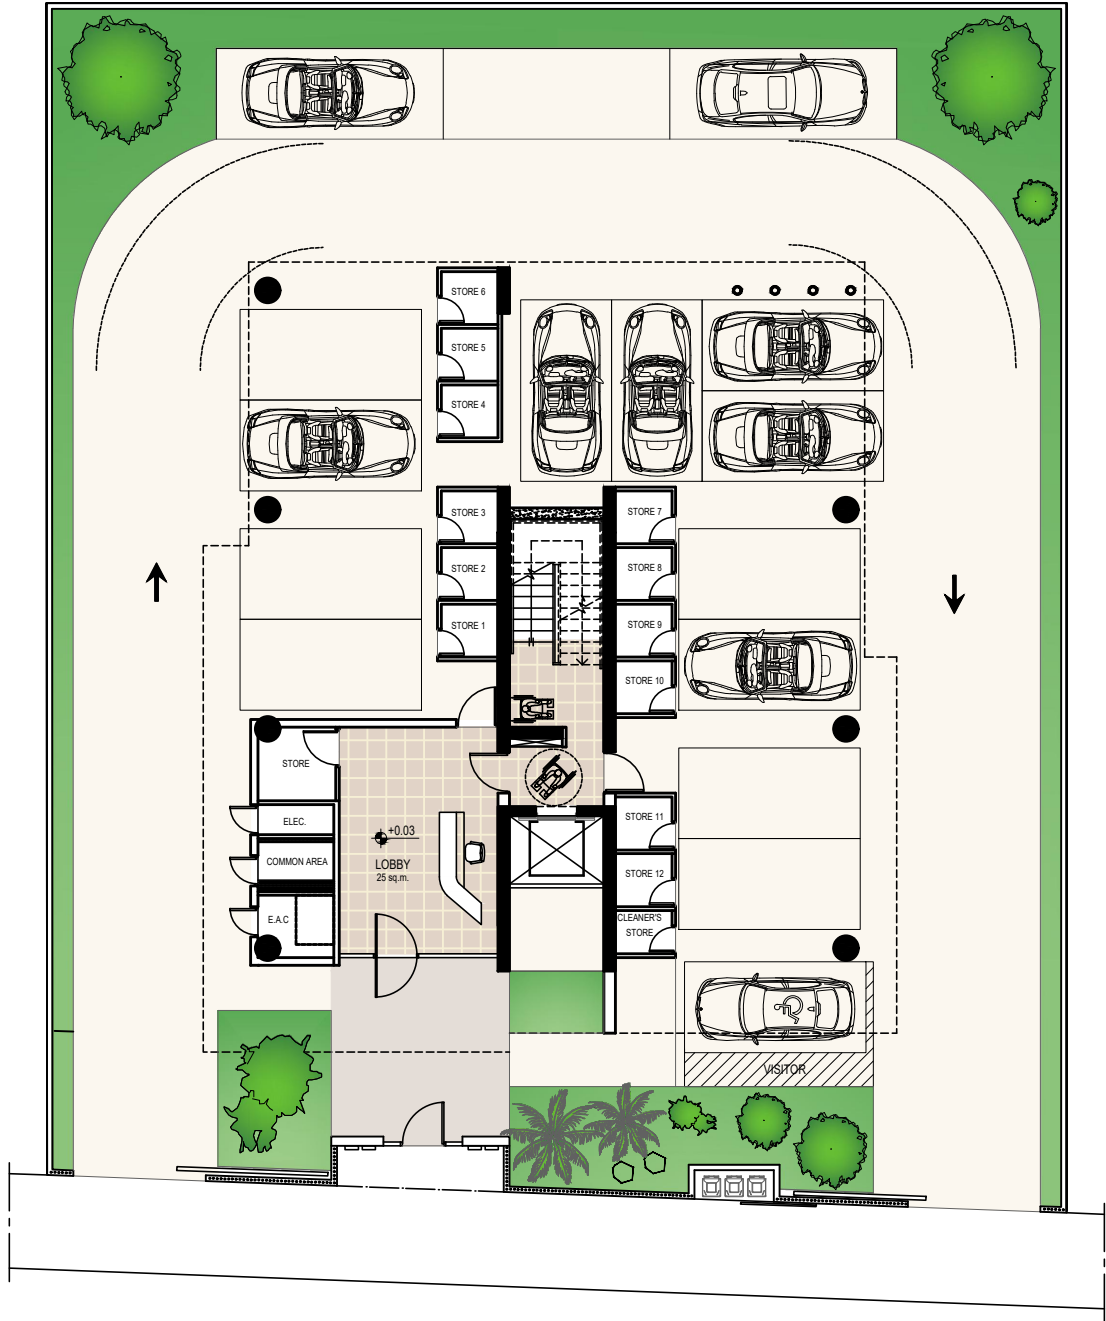 STORE 6
STORE 5
STORE 4
STORE 3
STORE 2
STORE 1
STORE 7
STORE 8
STORE 9
STORE 10
STORE
ELEC.
COMMON AREA
E.A.C
+0.03
LOBBY
25 sq.m.
STORE 11
STORE 12
CLEANER'S
STORE
VISITOR